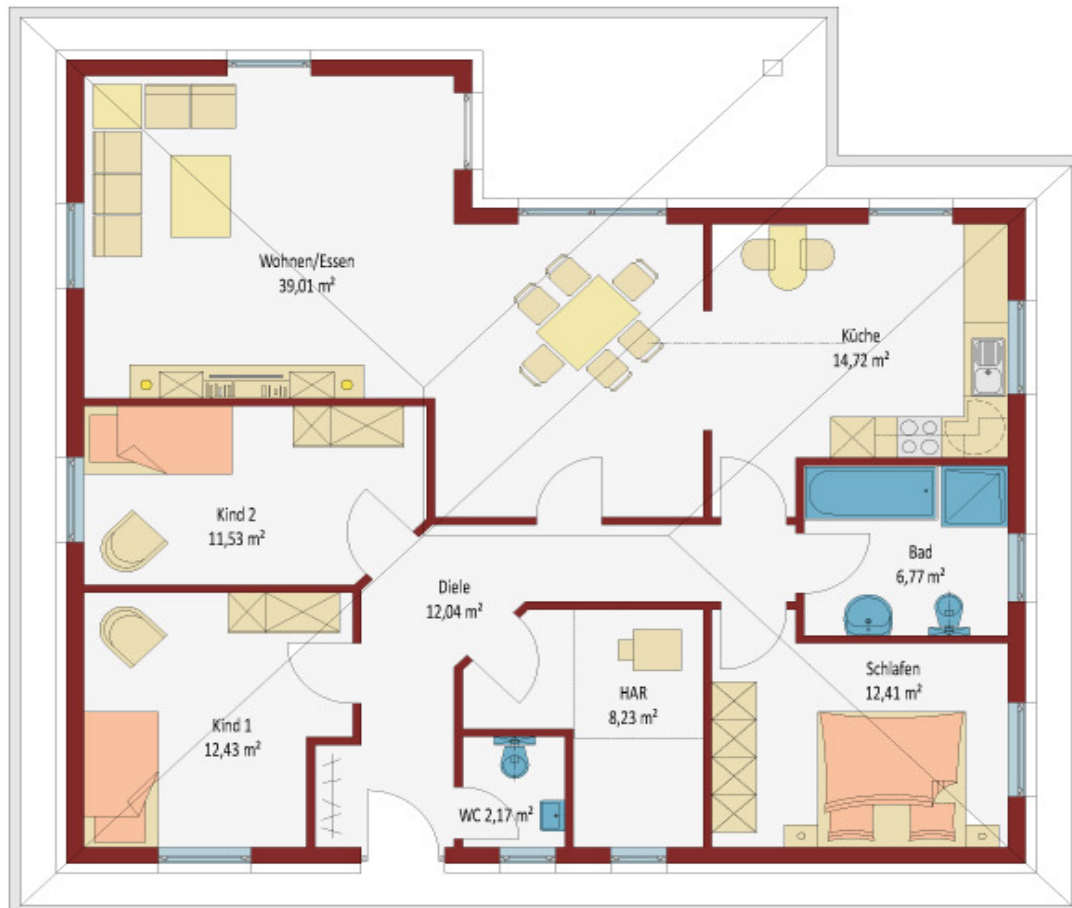 Wohnen/Essen
39,01 m²
Küche
14,72 m²
Kind 2
11,53 m²
Bad
6,77 m²
Diele
12,04 m²
Schlafen
12,41 m²
HAR
8,23 m²
Kind 1
12,43 m²
WC 2,17 m²